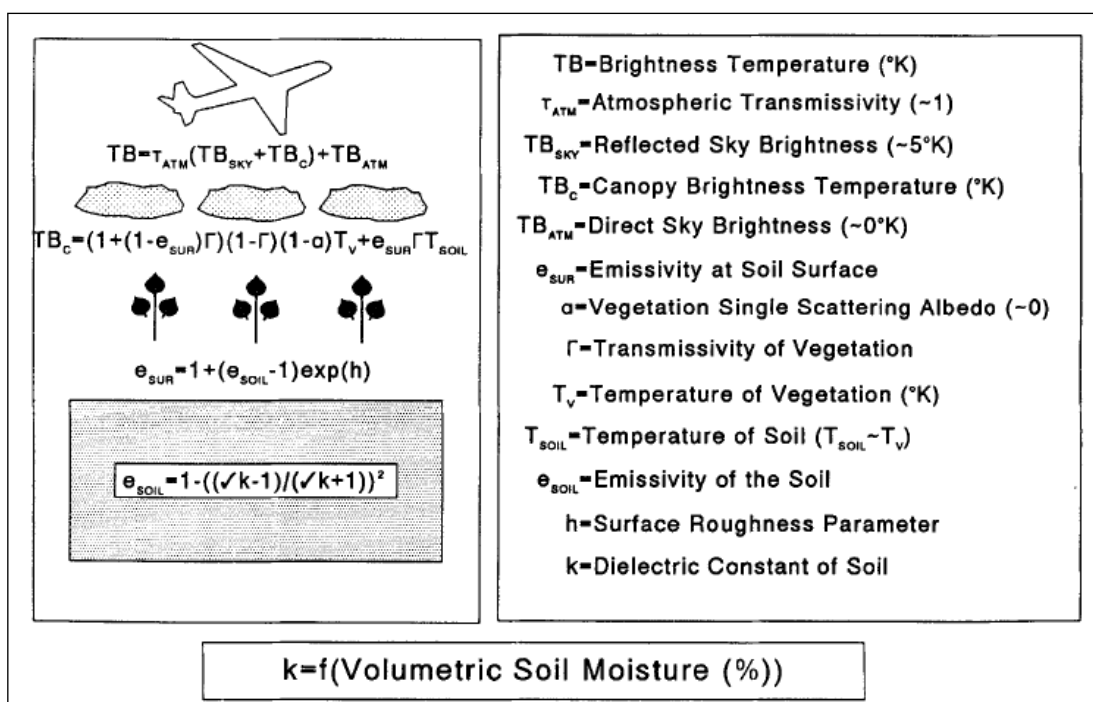 TB=τATM(TBSKY+TBC)+TBATM
TBC=(1+(1-eSUR)Γ)(1-Γ)(1-α)TV+eSURΓTSOIL
eSUR=1+(eSOIL-1)exp(h)
eSOIL=1-((✓k-1)/(✓k+1))²
TB=Brightness Temperature (°K)
τATM=Atmospheric Transmissivity (~1)
TBSKY=Reflected Sky Brightness (~5°K)
TBC=Canopy Brightness Temperature (°K)
TBATM=Direct Sky Brightness (~0°K)
eSUR=Emissivity at Soil Surface
α=Vegetation Single Scattering Albedo (~0)
Γ=Transmissivity of Vegetation
TV=Temperature of Vegetation (°K)
TSOIL=Temperature of Soil (TSOIL~TV)
eSOIL=Emissivity of the Soil
h=Surface Roughness Parameter
k=Dielectric Constant of Soil
k=f(Volumetric Soil Moisture (%))